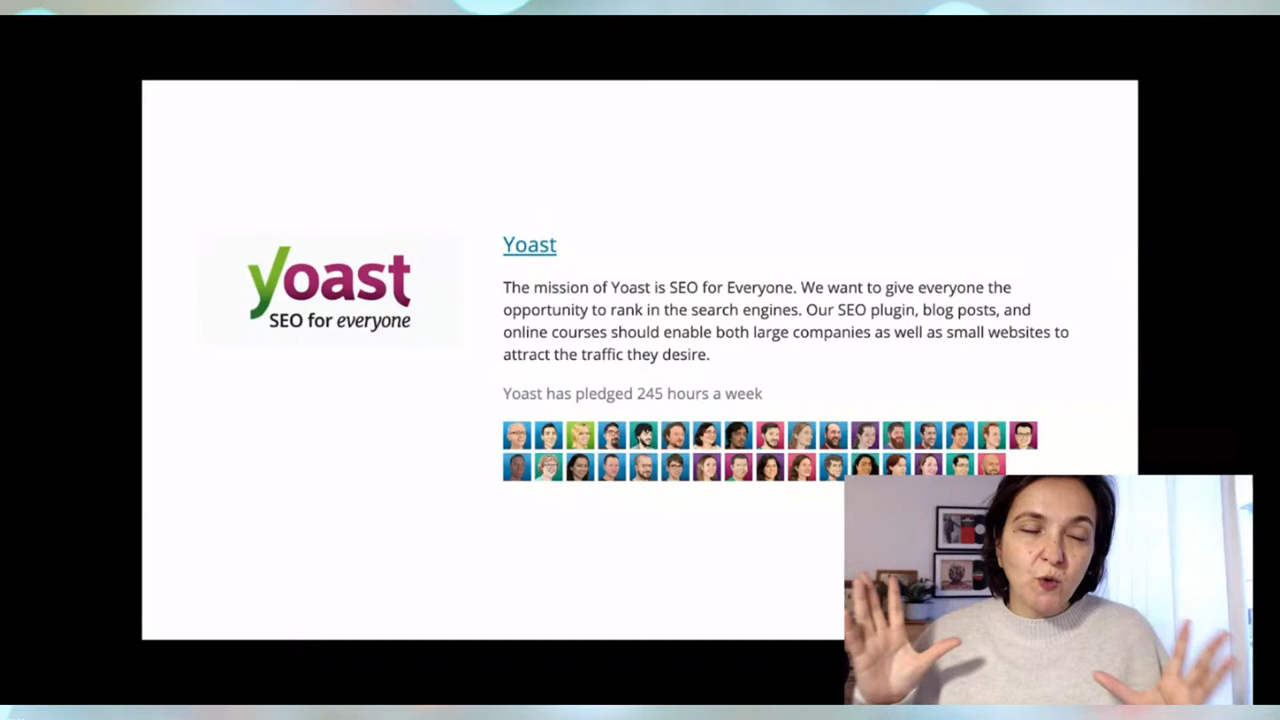 yoast
SEO for everyone
Yoast
The mission of Yoast is SEO for Everyone. We want to give everyone the
opportunity to rank in the search engines. Our SEO plugin, blog posts, and
online courses should enable both large companies as well as small websites to
attract the traffic they desire.
Yoast has pledged 245 hours a week